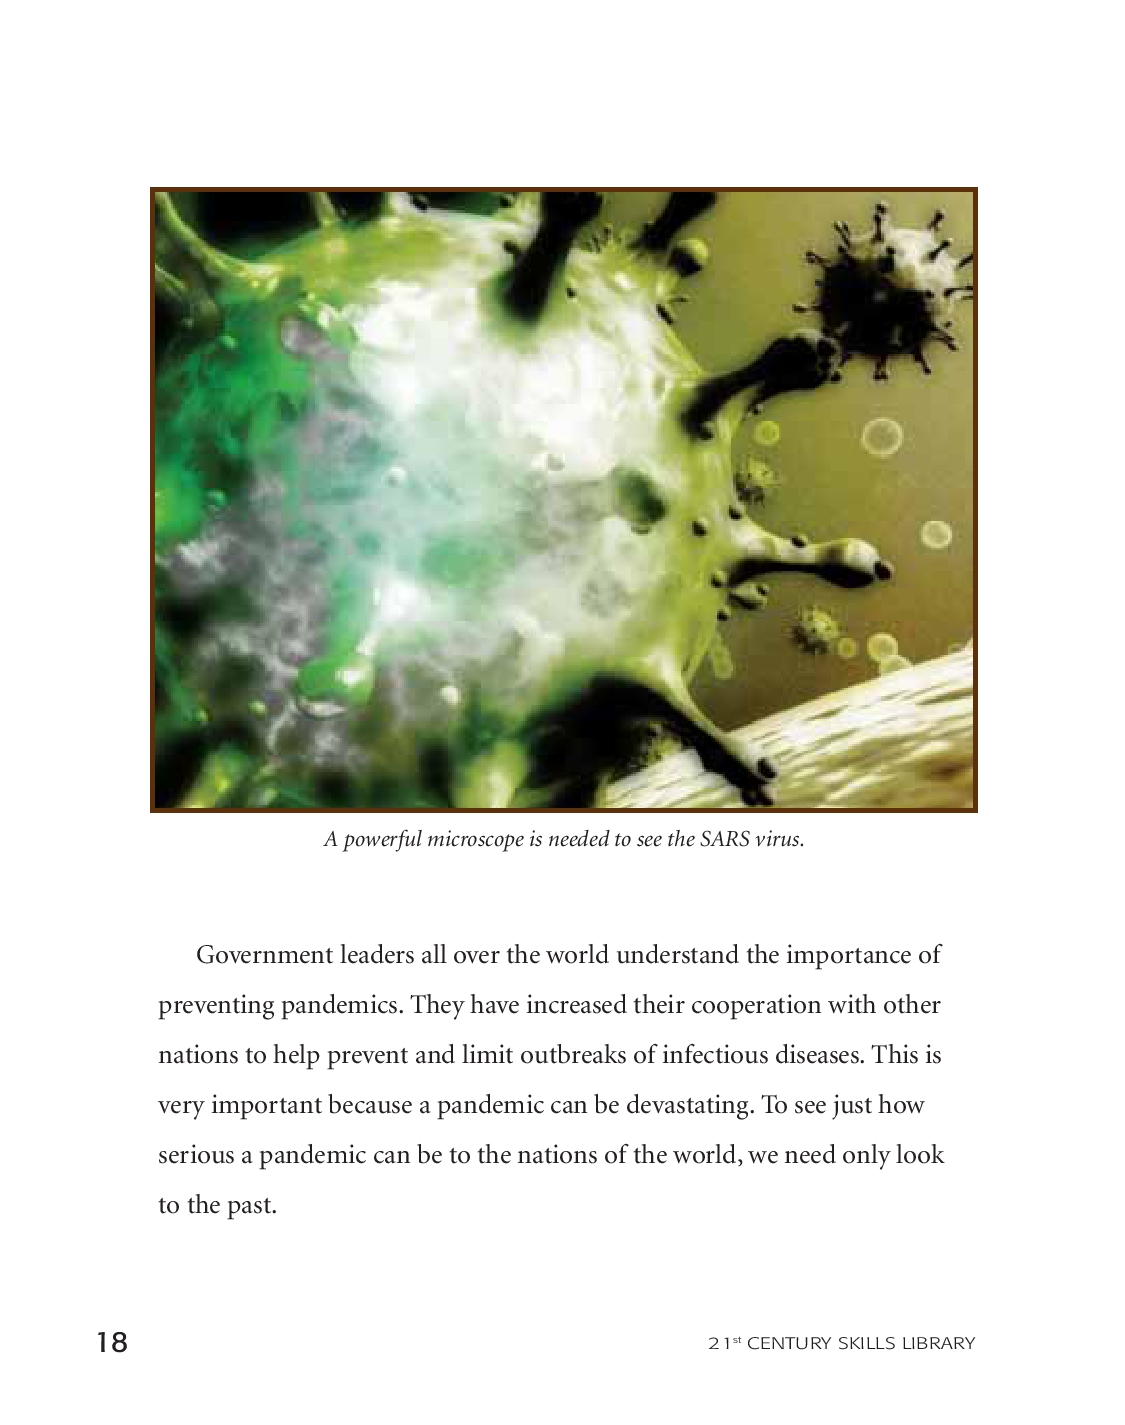 A powerful microscope is needed to see the SARS virus.
Government leaders all over the world understand the importance of
preventing pandemics. They have increased their cooperation with other
nations to help prevent and limit outbreaks of infectious diseases. This is
very important because a pandemic can be devastating. To see just how
serious a pandemic can be to the nations of the world, we need only look
to the past.
18
21st CENTURY SKILLS LIBRARY